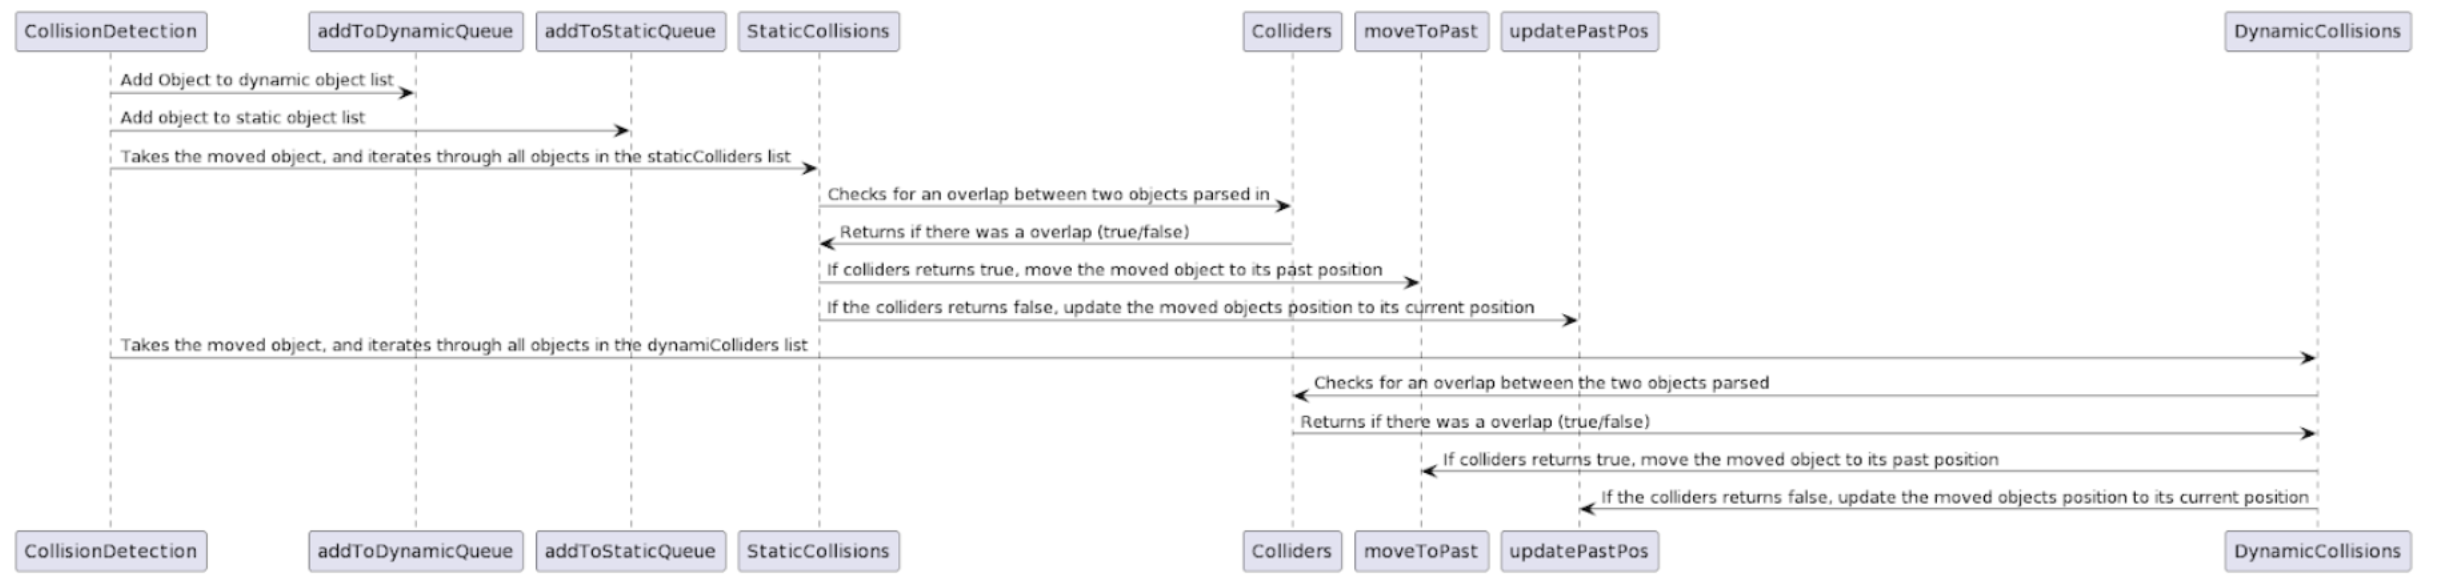 CollisionDetection addToDynamicQueue addToStaticQueue StaticCollisions Colliders moveToPast updatePastPos DynamicCollisions
Add Object to dynamic object list
Add object to static object list
Takes the moved object, and iterates through all objects in the staticColliders list
Checks for an overlap between two objects parsed in
Returns if there was a overlap (true/false)
If colliders returns true, move the moved object to its past position
If the colliders returns false, update the moved objects position to its current position
Takes the moved object, and iterates through all objects in the dynamiColliders list
Checks for an overlap between the two objects parsed
Returns if there was a overlap (true/false)
If colliders returns true, move the moved object to its past position
If the colliders returns false, update the moved objects position to its current position
CollisionDetection addToDynamicQueue addToStaticQueue StaticCollisions Colliders moveToPast updatePastPos DynamicCollisions